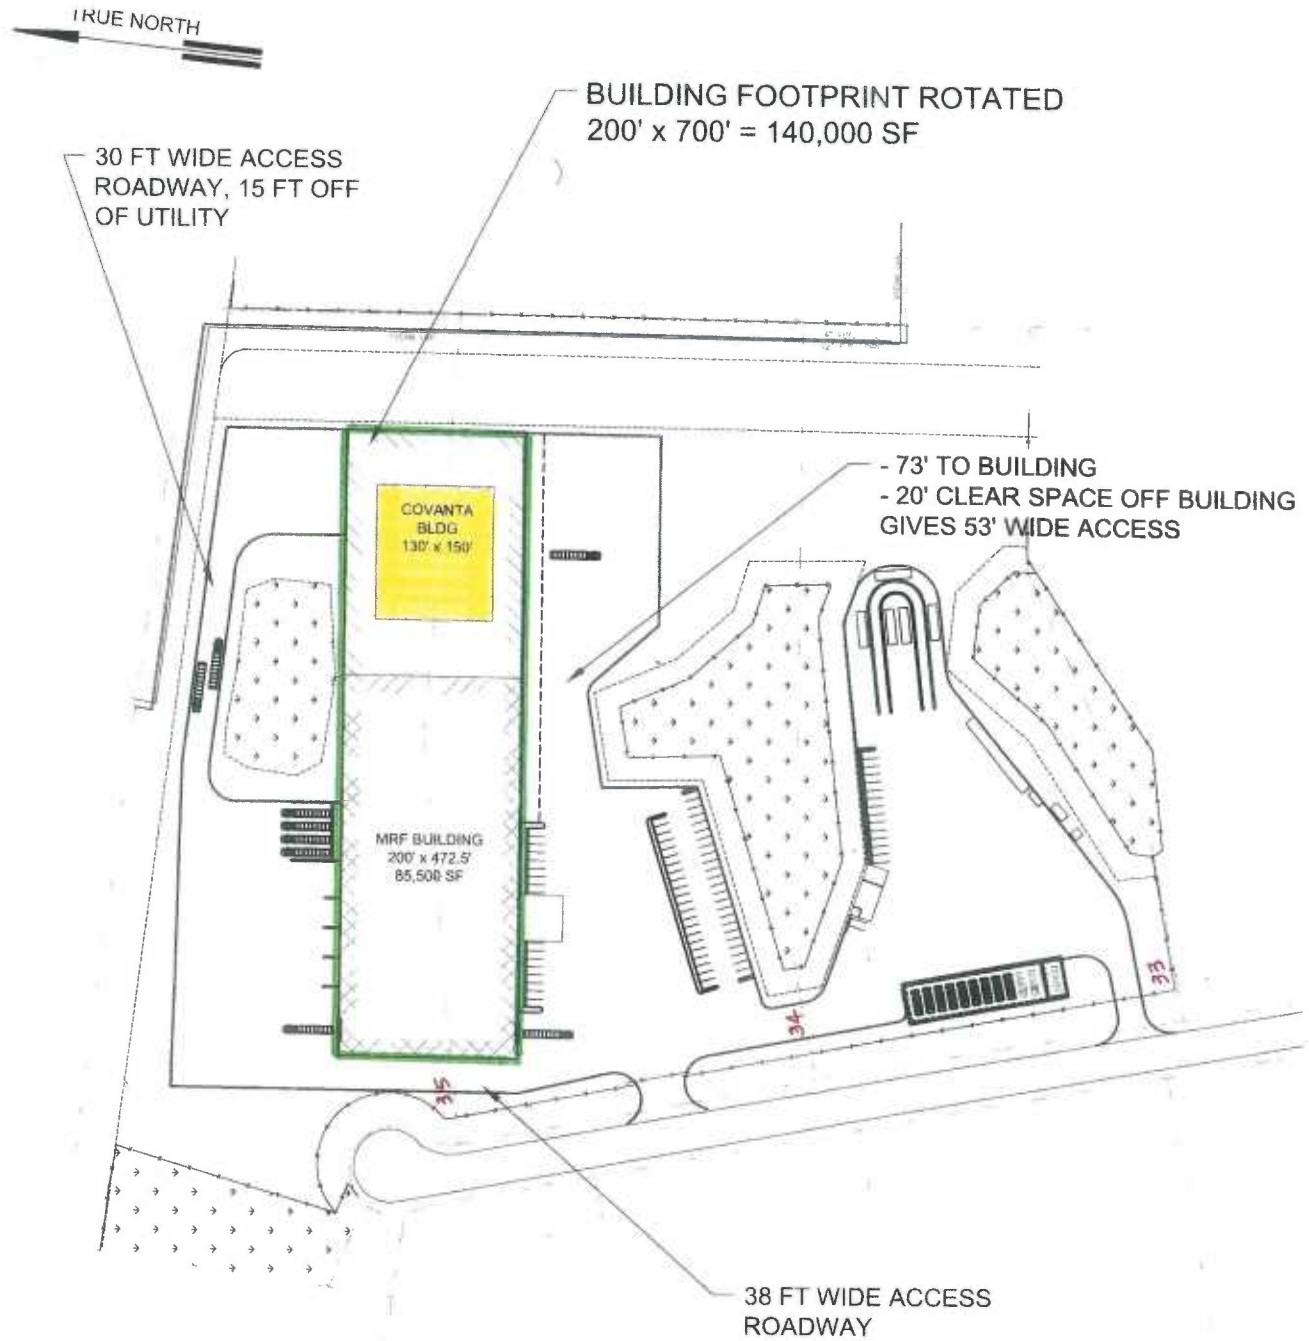 TRUE NORTH
BUILDING FOOTPRINT ROTATED
200' x 700' = 140,000 SF
30 FT WIDE ACCESS
ROADWAY, 15 FT OFF
OF UTILITY
- 73' TO BUILDING
- 20' CLEAR SPACE OFF BUILDING
GIVES 53' WIDE ACCESS
COVANTA
BLDG
130' x 150'
MRF BUILDING
200' x 472.5'
85,500 SF
33
34
35
38 FT WIDE ACCESS
ROADWAY